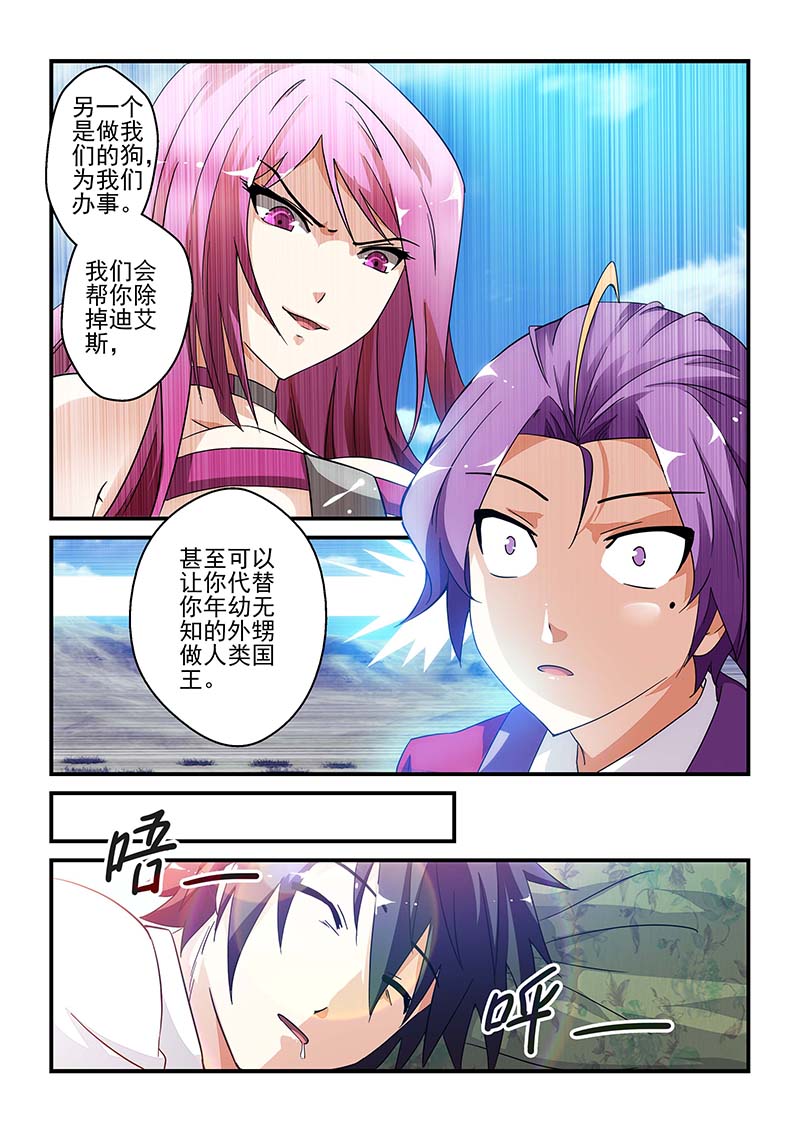 另一个
是做我
们的狗，
为我们
办事。
我们会
帮你除
掉迪艾
斯，
甚至可以
让你代替
你年幼无
知的外甥
做人类国
王。
唔——
呼——